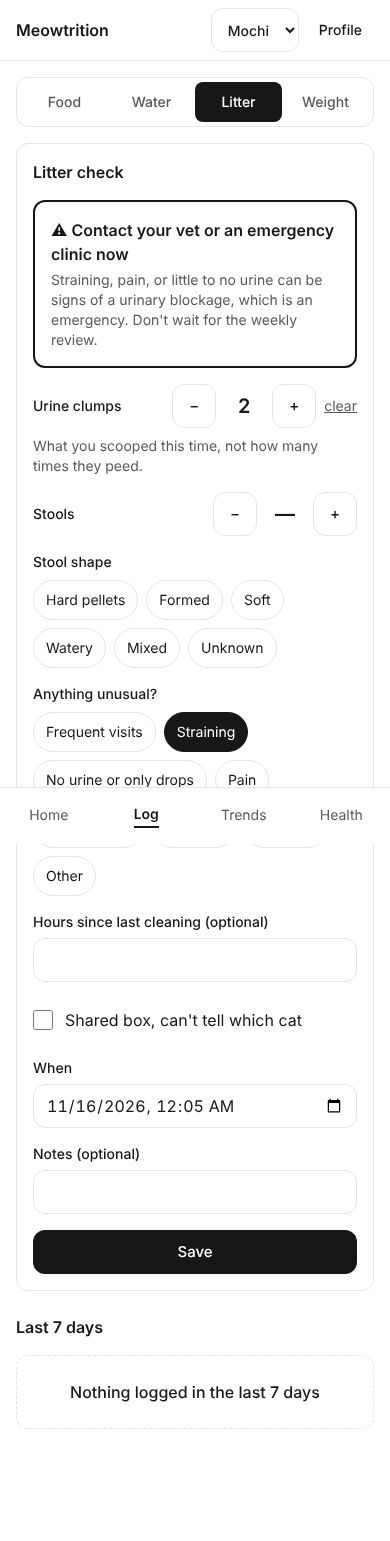 Meowtrition
Mochi
Profile
Food
Water
Litter
Weight
Litter check
⚠ Contact your vet or an emergency
clinic now
Straining, pain, or little to no urine can be
signs of a urinary blockage, which is an
emergency. Don't wait for the weekly
review.
Urine clumps
−
2
+
clear
What you scooped this time, not how many
times they peed.
Stools
−
—
+
Stool shape
Hard pellets
Formed
Soft
Watery
Mixed
Unknown
Anything unusual?
Frequent visits
Straining
No urine or only drops
Pain
Home
Log
Trends
Health
Other
Hours since last cleaning (optional)
Shared box, can't tell which cat
When
11/16/2026, 12:05 AM
Notes (optional)
Save
Last 7 days
Nothing logged in the last 7 days